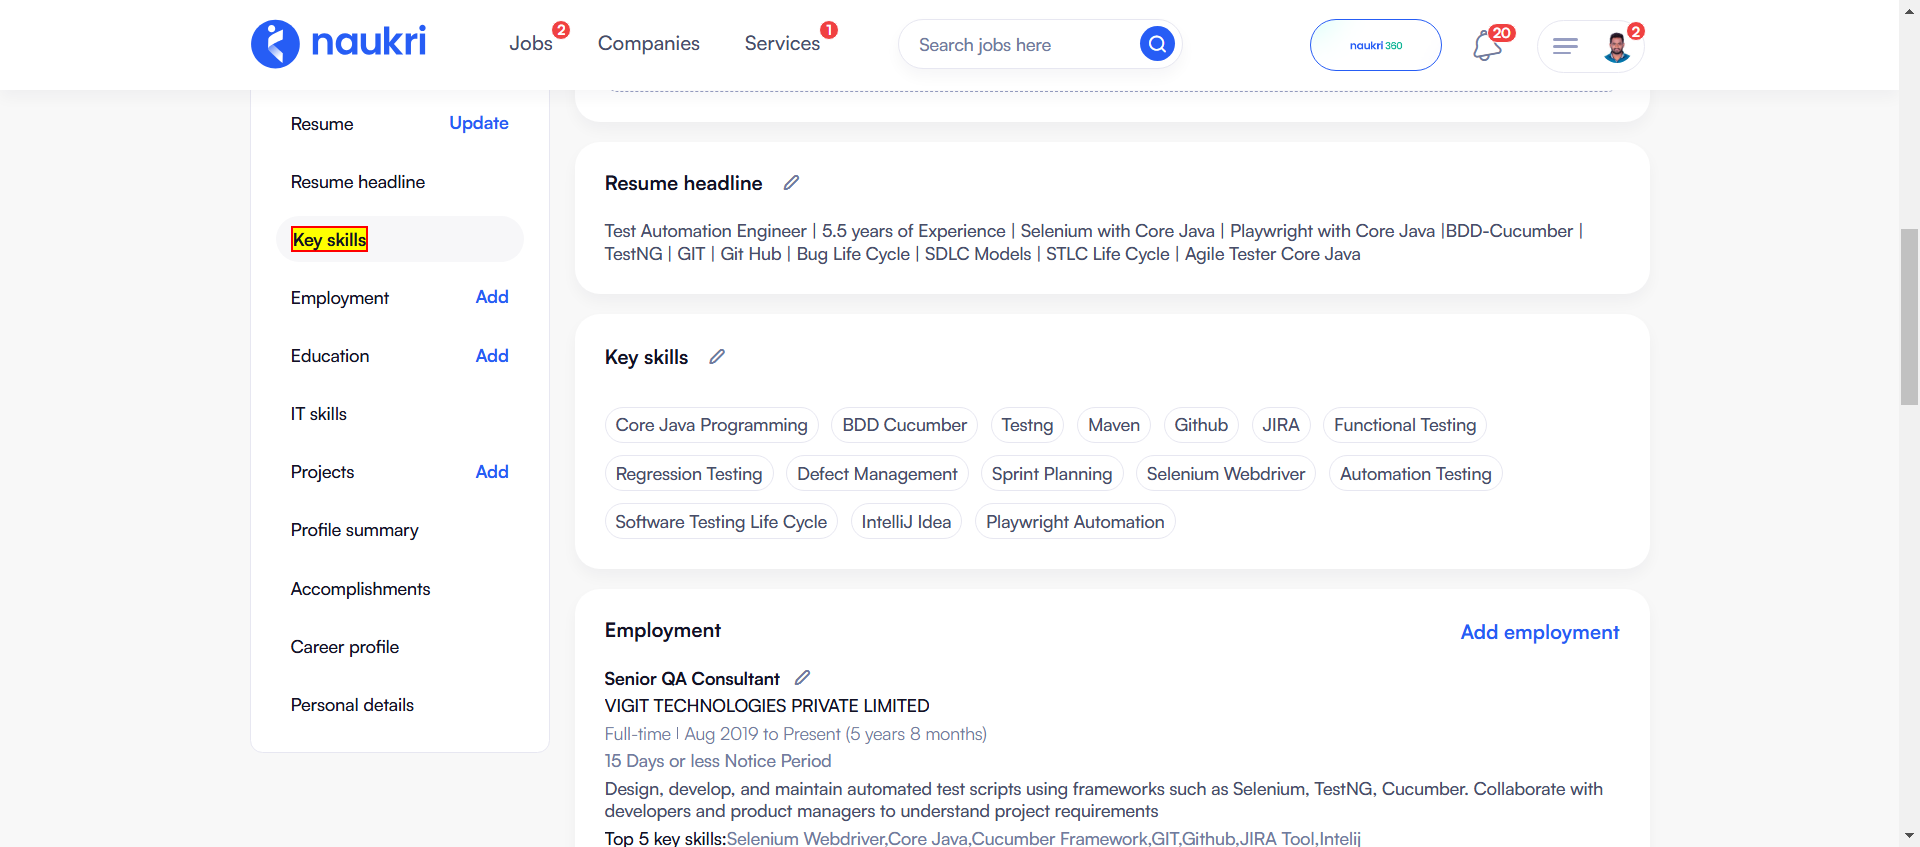 naukri
Jobs 2
Companies
Services 1
Search jobs here
naukri 360
20
2
Resume Update
Resume headline
Key skills
Employment Add
Education Add
IT skills
Projects Add
Profile summary
Accomplishments
Career profile
Personal details
Resume headline
Test Automation Engineer | 5.5 years of Experience | Selenium with Core Java | Playwright with Core Java |BDD-Cucumber |
TestNG | GIT | Git Hub | Bug Life Cycle | SDLC Models | STLC Life Cycle | Agile Tester Core Java
Key skills
Core Java Programming BDD Cucumber Testng Maven Github JIRA Functional Testing
Regression Testing Defect Management Sprint Planning Selenium Webdriver Automation Testing
Software Testing Life Cycle IntelliJ Idea Playwright Automation
Employment Add employment
Senior QA Consultant
VIGIT TECHNOLOGIES PRIVATE LIMITED
Full-time | Aug 2019 to Present (5 years 8 months)
15 Days or less Notice Period
Design, develop, and maintain automated test scripts using frameworks such as Selenium, TestNG, Cucumber. Collaborate with
developers and product managers to understand project requirements
Top 5 key skills:Selenium Webdriver,Core Java,Cucumber Framework,GIT,Github,JIRA Tool,Intelij